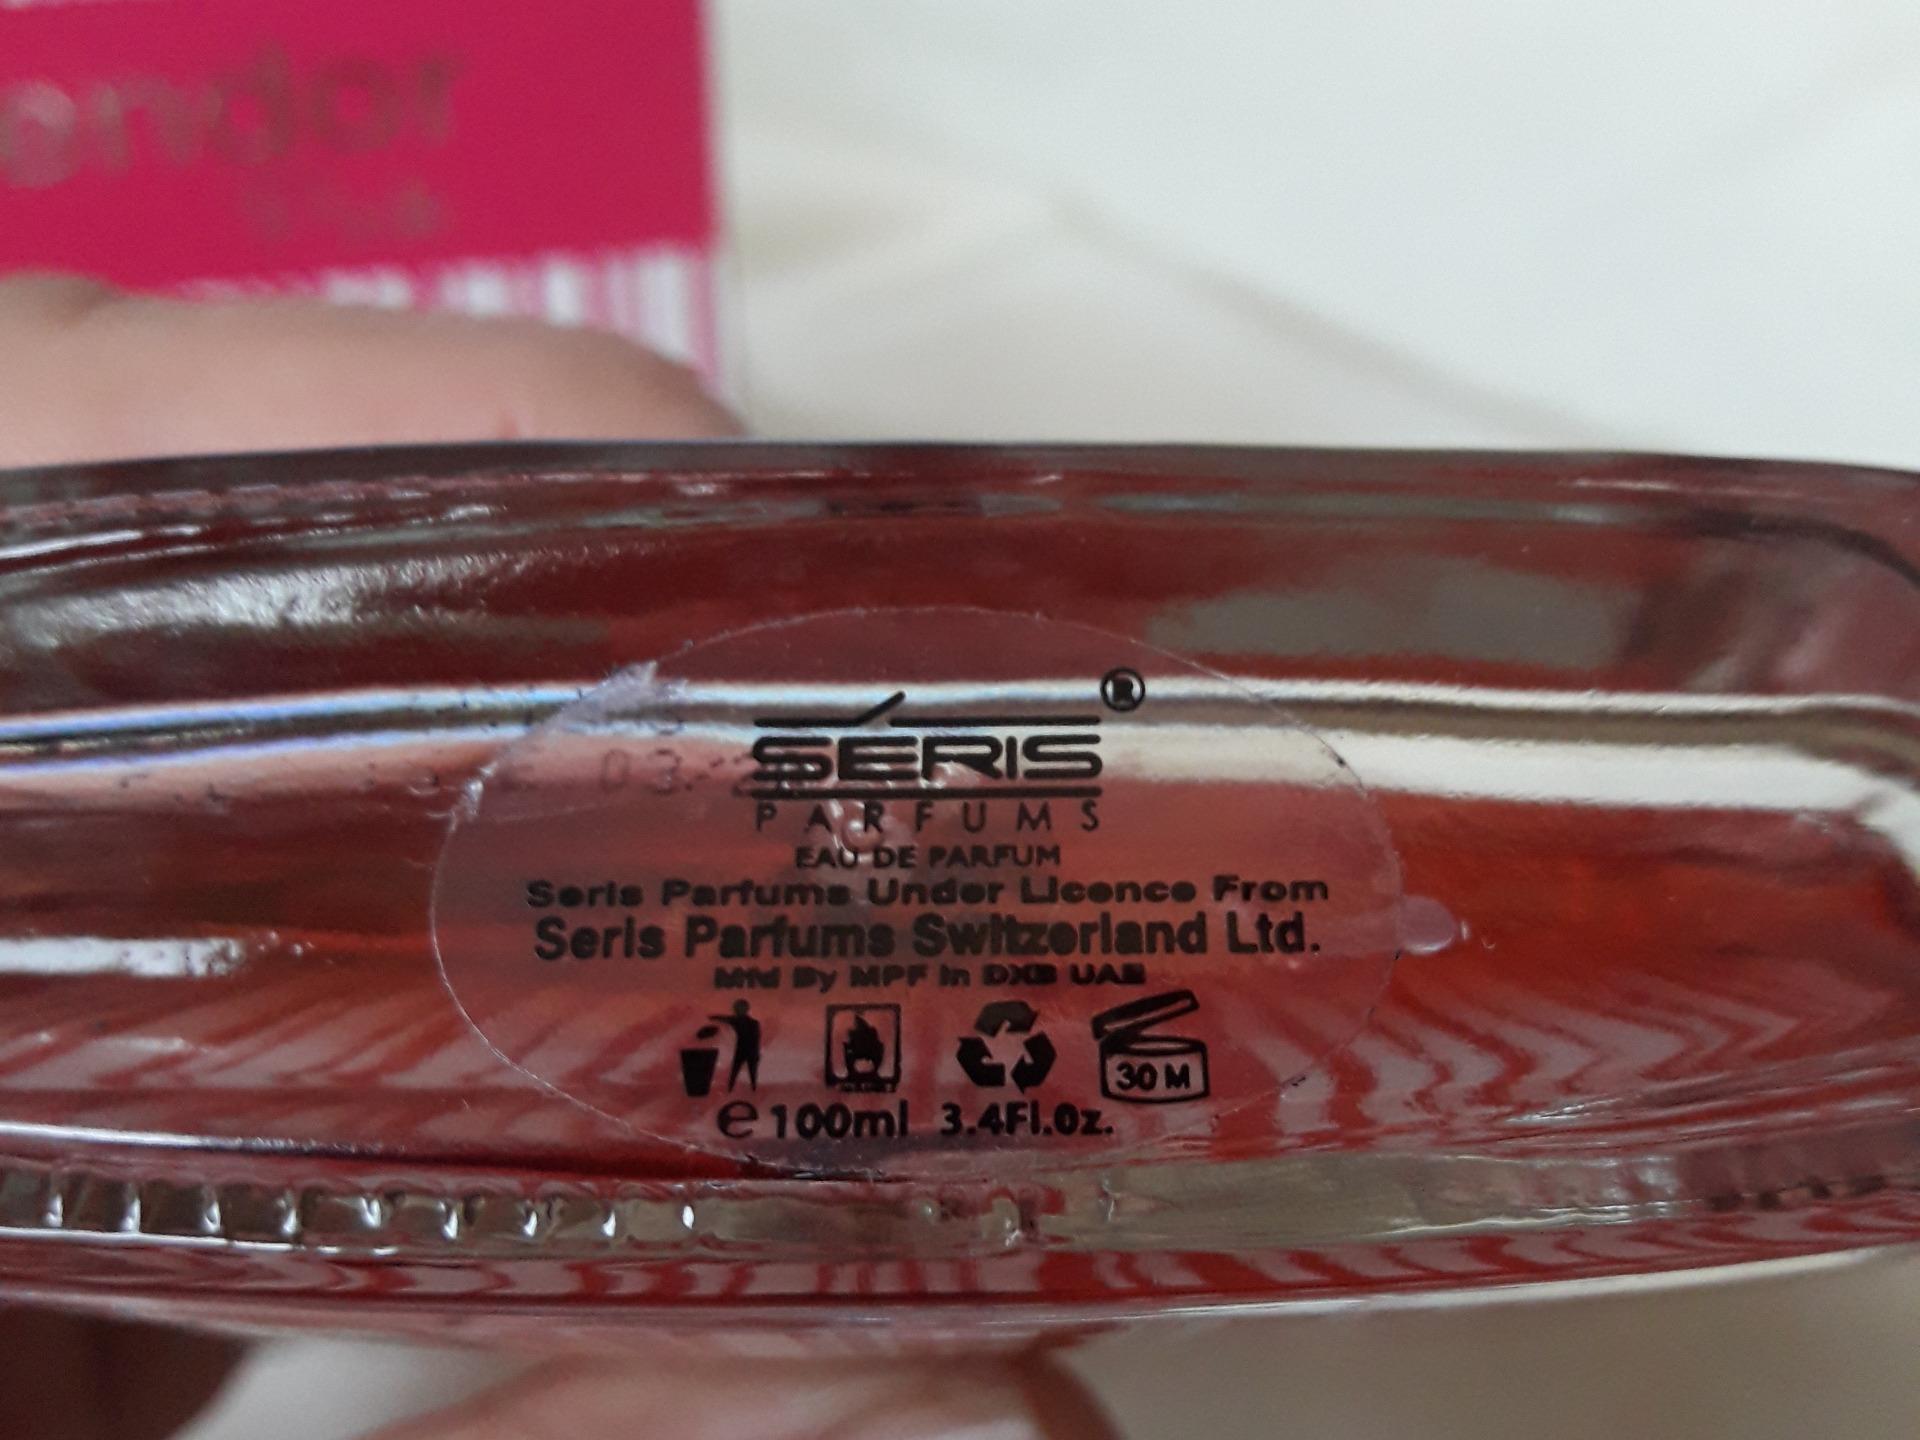 endor
®
SERIS
PARFUMS
EAU DE PARFUM
Seris Parfums Under Licence From
Seris Parfums Switzerland Ltd.
Mfd By MPF In DXB UAE
30 M
e 100ml 3.4Fl.Oz.